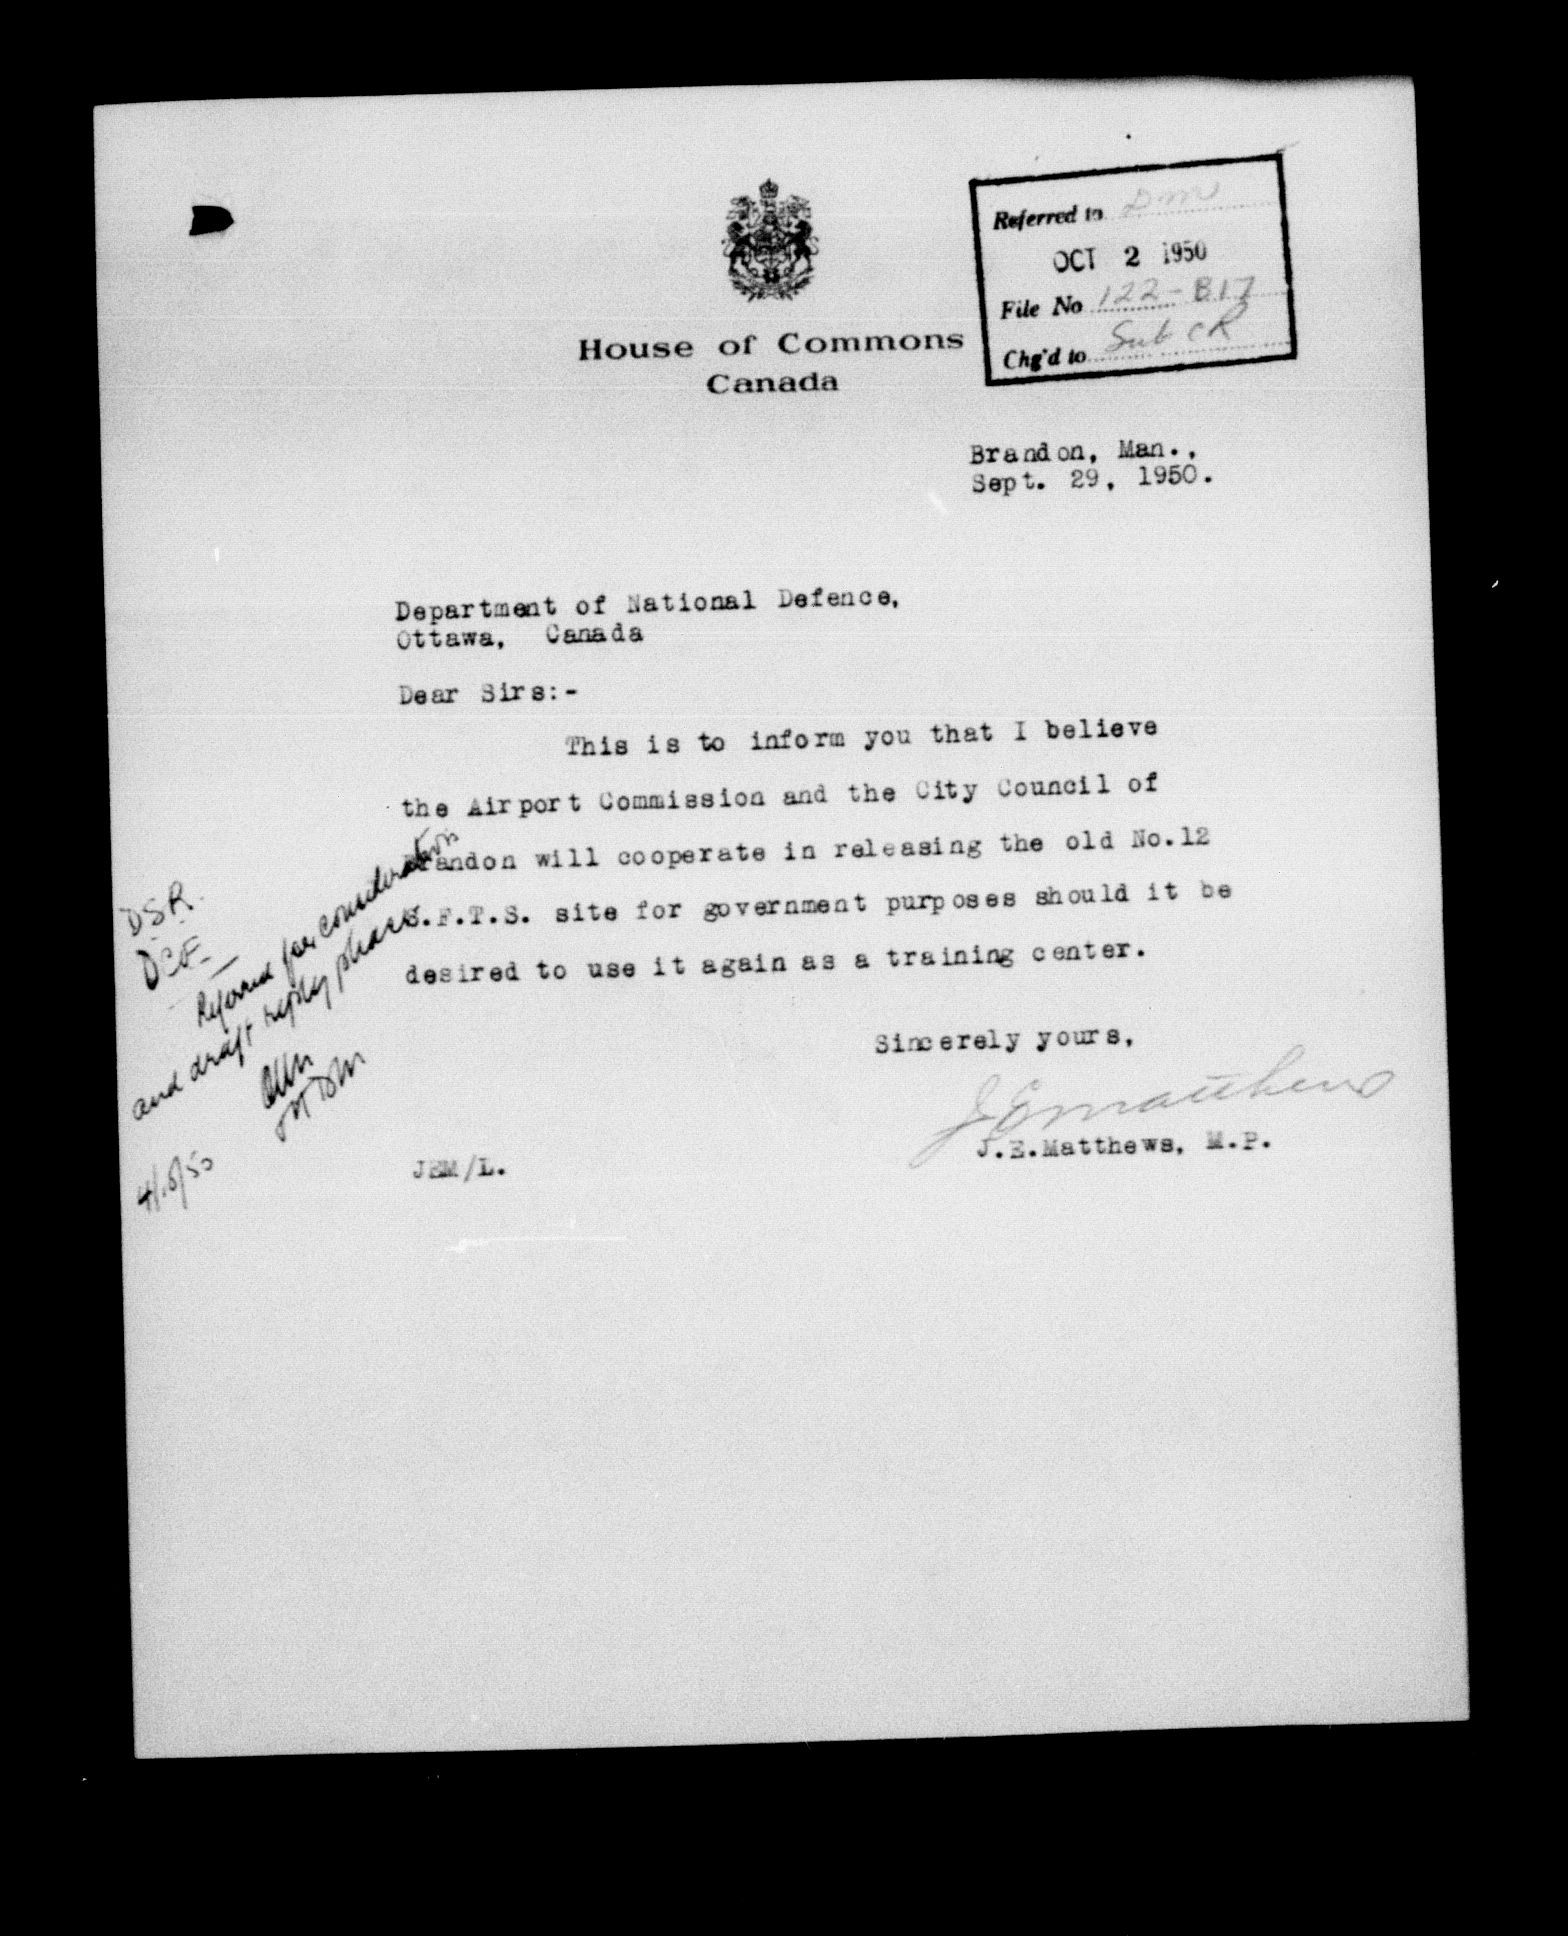 Referred to DM
OCT 2 1950
File No 122-B17
Chg'd to Sub CR
House of Commons
Canada
Brandon, Man.,
Sept. 29, 1950.
Department of National Defence,
Ottawa, Canada
Dear Sirs:-
This is to inform you that I believe
the Airport Commission and the City Council of
Brandon will cooperate in releasing the old No.12
S.F.T.S. site for government purposes should it be
desired to use it again as a training center.
Sincerely yours,
J E Matthews
J.E.Matthews, M.P.
JEM/L.
DSR.
Referred for consideration
and draft reply please